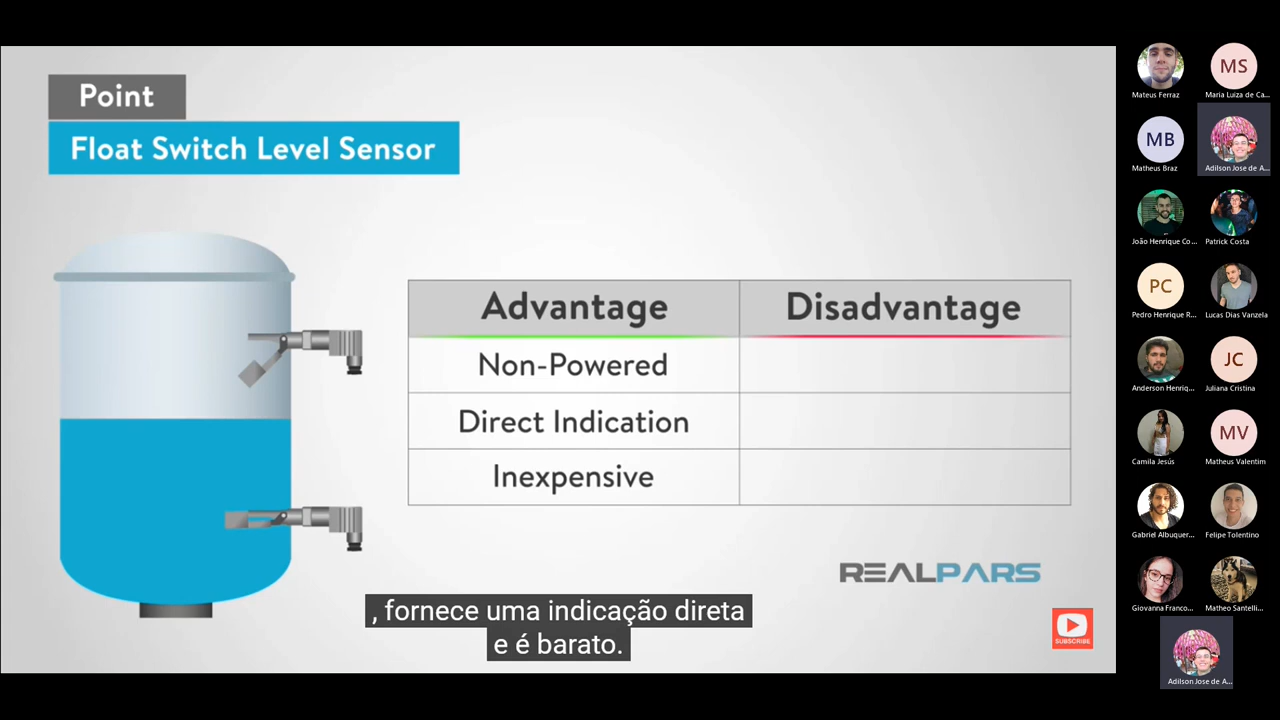 Point
Float Switch Level Sensor
Advantage Disadvantage
Non-Powered
Direct Indication
Inexpensive
REALPARS
SUBSCRIBE
, fornece uma indicação direta
e é barato.
Mateus Ferraz
MS
Maria Luiza de Ca...
MB
Matheus Braz
Adilson Jose de A...
João Henrique Co...
Patrick Costa
PC
Pedro Henrique R...
Lucas Dias Vanzela
Anderson Henriq...
JC
Juliana Cristina
Camila Jesús
MV
Matheus Valentim
Gabriel Albuquer...
Felipe Tolentino
Giovanna Franco...
Matheo Santelli...
Adilson Jose de A...